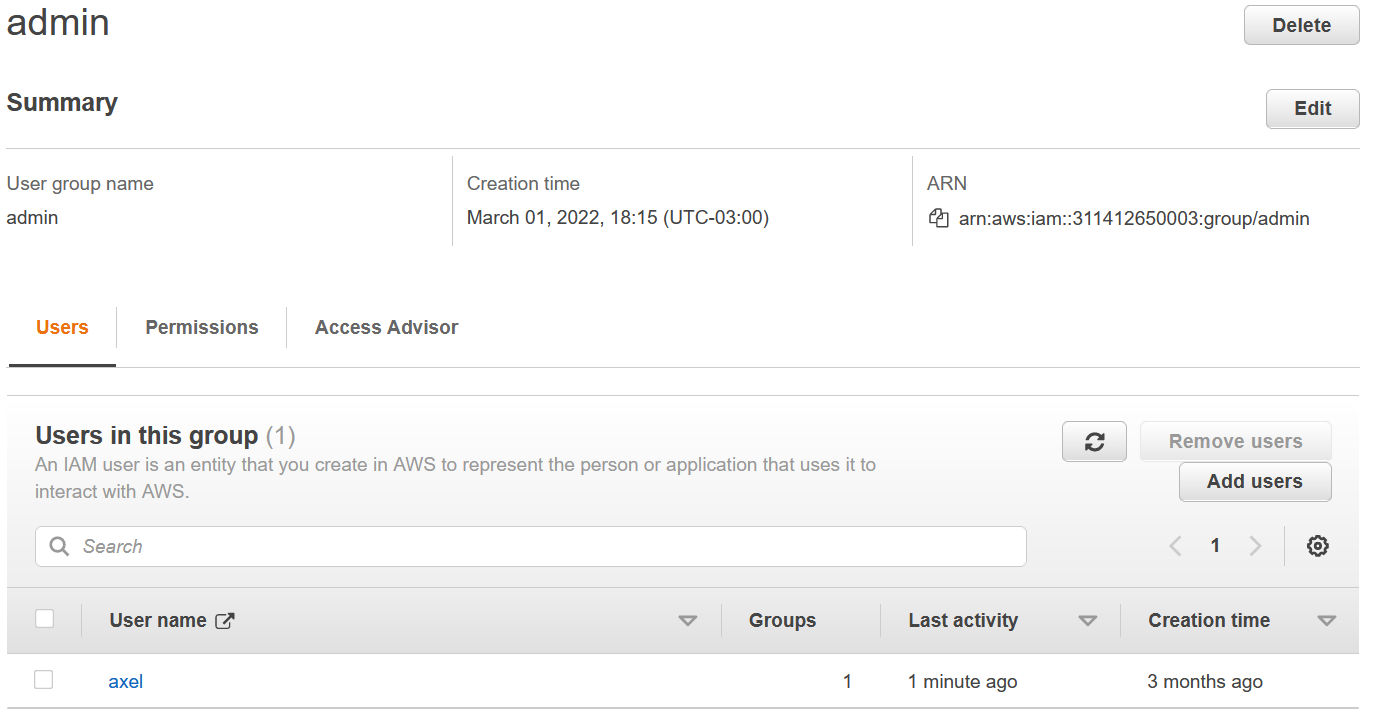 admin
Delete
Summary
Edit
User group name
Creation time
ARN
admin
March 01, 2022, 18:15 (UTC-03:00)
arn:aws:iam::311412650003:group/admin
Users
Permissions
Access Advisor
Users in this group (1)
Remove users
An IAM user is an entity that you create in AWS to represent the person or application that uses it to
interact with AWS.
Add users
Search
1
User name
Groups
Last activity
Creation time
axel
1
1 minute ago
3 months ago